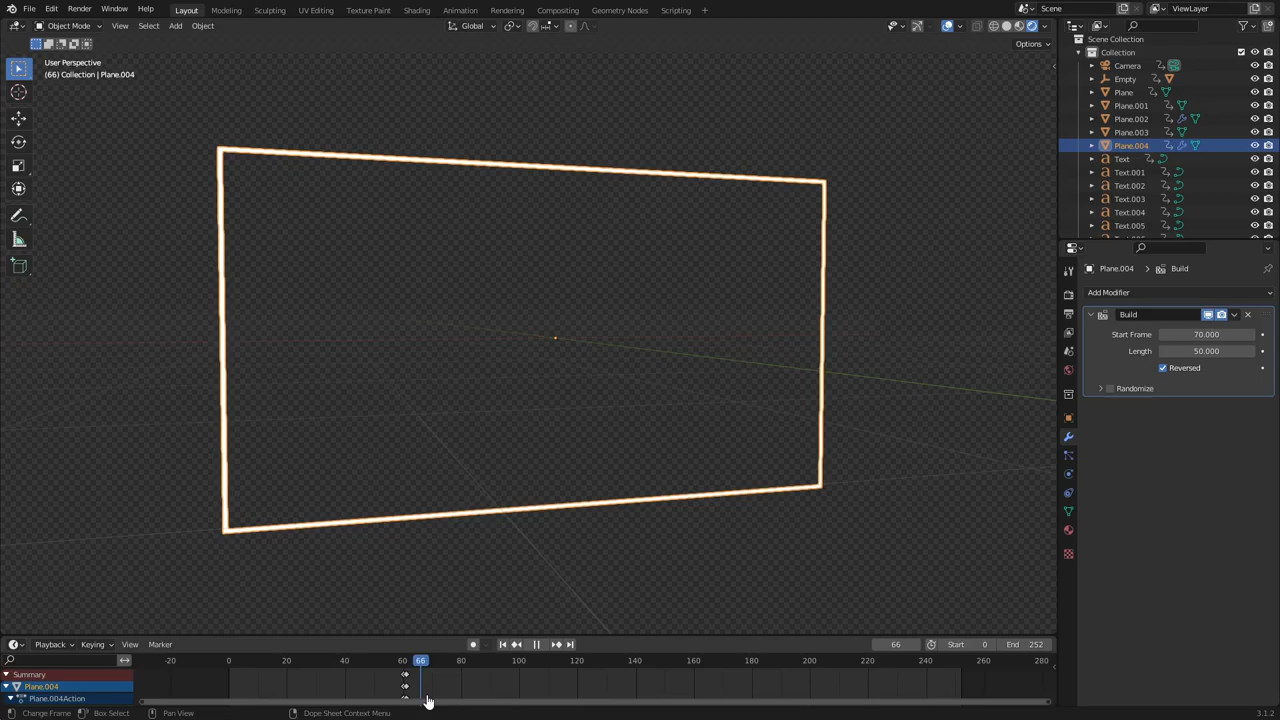 File Edit Render Window Help Layout Modeling Sculpting UV Editing Texture Paint Shading Animation Rendering Compositing Geometry Nodes Scripting + Scene ViewLayer
Object Mode View Select Add Object Global
Options
User Perspective
(66) Collection | Plane.004
Scene Collection
Collection
Camera
Empty
Plane
Plane.001
Plane.002
Plane.003
Plane.004
Text
Text.001
Text.002
Text.003
Text.004
Text.005
Plane.004 > Build
Add Modifier
Build
Start Frame 70.000
Length 50.000
Reversed
Randomize
Playback Keying View Marker 66 Start 0 End 252
-20 0 20 40 60 66 80 100 120 140 160 180 200 220 240 260 280
Summary
Plane.004
Plane.004Action
Change Frame Box Select Pan View Dope Sheet Context Menu 3.1.2